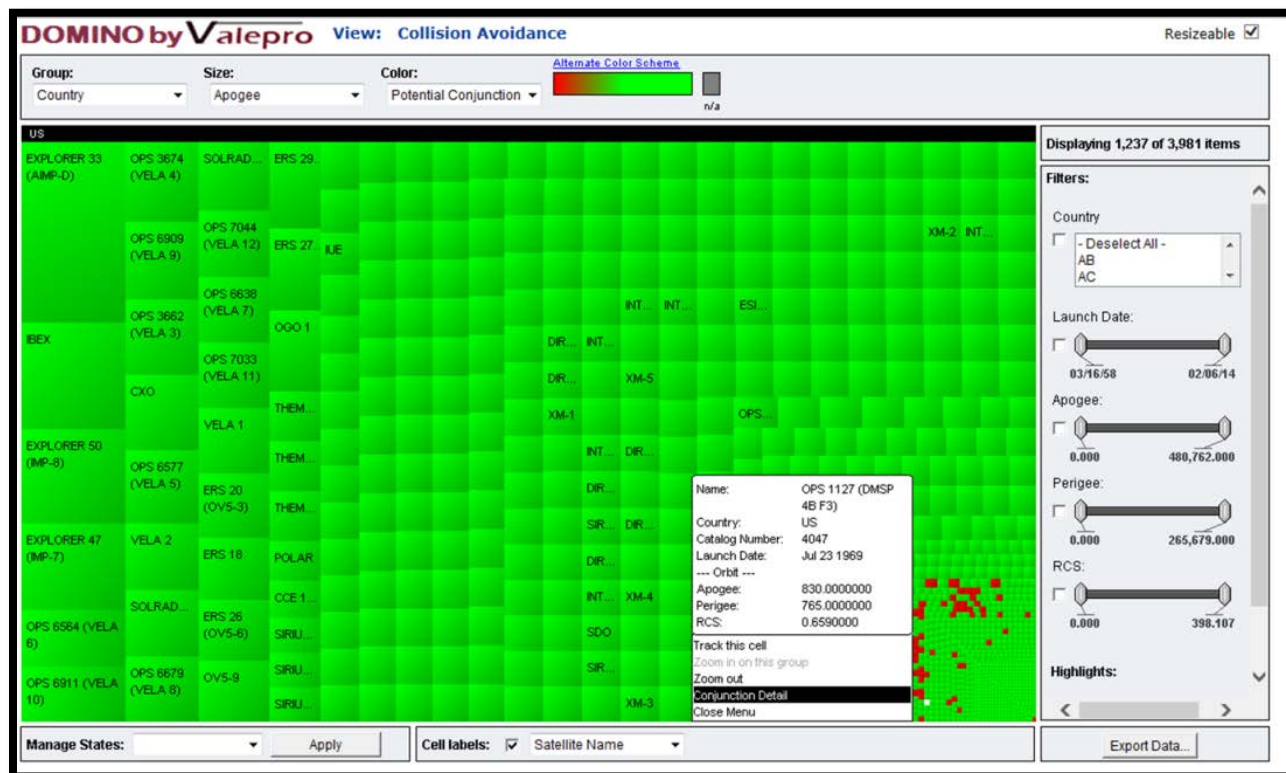 DOMINO by Valepro View: Collision Avoidance
Resizeable
Group: Size: Color:
Alternate Color Scheme
Country Apogee Potential Conjunction
n/a
US
EXPLORER 33
(AIMP-D)
IBEX
EXPLORER 50
(IMP-8)
EXPLORER 47
(IMP-7)
OPS 6564 (VELA
6)
OPS 6911 (VELA
10)
OPS 3674
(VELA 4)
OPS 6909
(VELA 9)
OPS 3662
(VELA 3)
CXO
OPS 6577
(VELA 5)
VELA 2
SOLRAD...
OPS 6679
(VELA 8)
SOLRAD...
OPS 7044
(VELA 12)
OPS 6638
(VELA 7)
OPS 7033
(VELA 11)
VELA 1
ERS 20
(OV5-3)
ERS 18
ERS 26
(OV5-6)
OV5-9
ERS 29...
ERS 27...
OGO 1
THEM...
THEM...
THEM...
POLAR
CCE 1...
SIRIU...
SIRIU...
SIRIU...
IUE
XM-2 INT...
INT... INT... ESI...
DIR... INT...
DIR... XM-5
XM-1 OPS...
INT... DIR...
DIR...
SIR... DIR...
DIR...
INT... XM-4
SDO
SIR...
XM-3
Name: OPS 1127 (DMSP
4B F3)
Country: US
Catalog Number: 4047
Launch Date: Jul 23 1969
--- Orbit ---
Apogee: 830.0000000
Perigee: 765.0000000
RCS: 0.6590000
Track this cell
Zoom in on this group
Zoom out
Conjunction Detail
Close Menu
Displaying 1,237 of 3,981 items
Filters:
Country
- Deselect All -
AB
AC
Launch Date:
03/16/58 02/06/14
Apogee:
0.000 480,762.000
Perigee:
0.000 265,679.000
RCS:
0.000 398.107
Highlights:
Manage States: Apply Cell labels: Satellite Name Export Data...